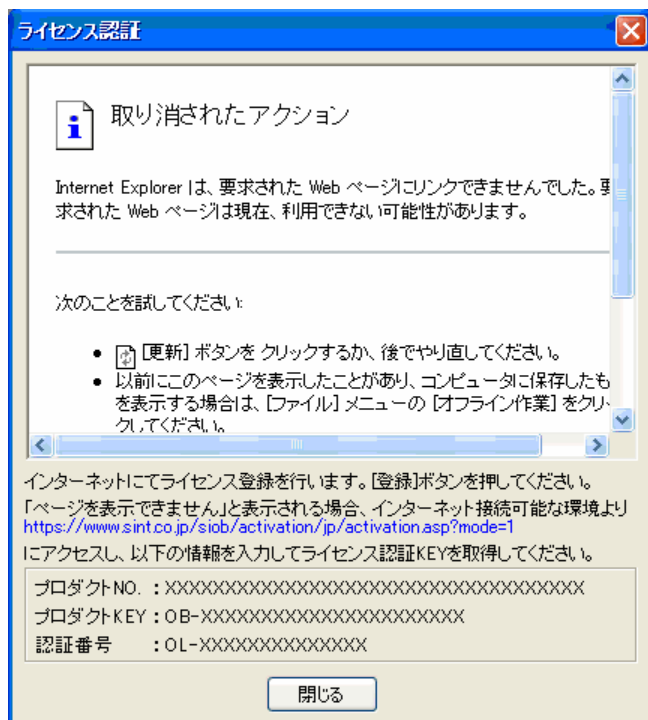 ライセンス認証
取り消されたアクション
Internet Explorer は、要求された Web ページにリンクできませんでした。要
求された Web ページは現在、利用できない可能性があります。
次のことを試してください:
● [更新] ボタンを クリックするか、後でやり直してください。
● 以前にこのページを表示したことがあり、コンピュータに保存したも
を表示する場合は、[ファイル] メニューの [オフライン作業] をクリッ
クしてください。
インターネットにてライセンス登録を行います。[登録]ボタンを押してください。
「ページを表示できません」と表示される場合、インターネット接続可能な環境より
https://www.sint.co.jp/siob/activation/jp/activation.asp?mode=1
にアクセスし、以下の情報を入力してライセンス認証KEYを取得してください。
プロダクトNO. :XXXXXXXXXXXXXXXXXXXXXXXXXXXXXXXXXXX
プロダクトKEY :OB-XXXXXXXXXXXXXXXXXXXXXX
認証番号 :OL-XXXXXXXXXXXXXX
閉じる